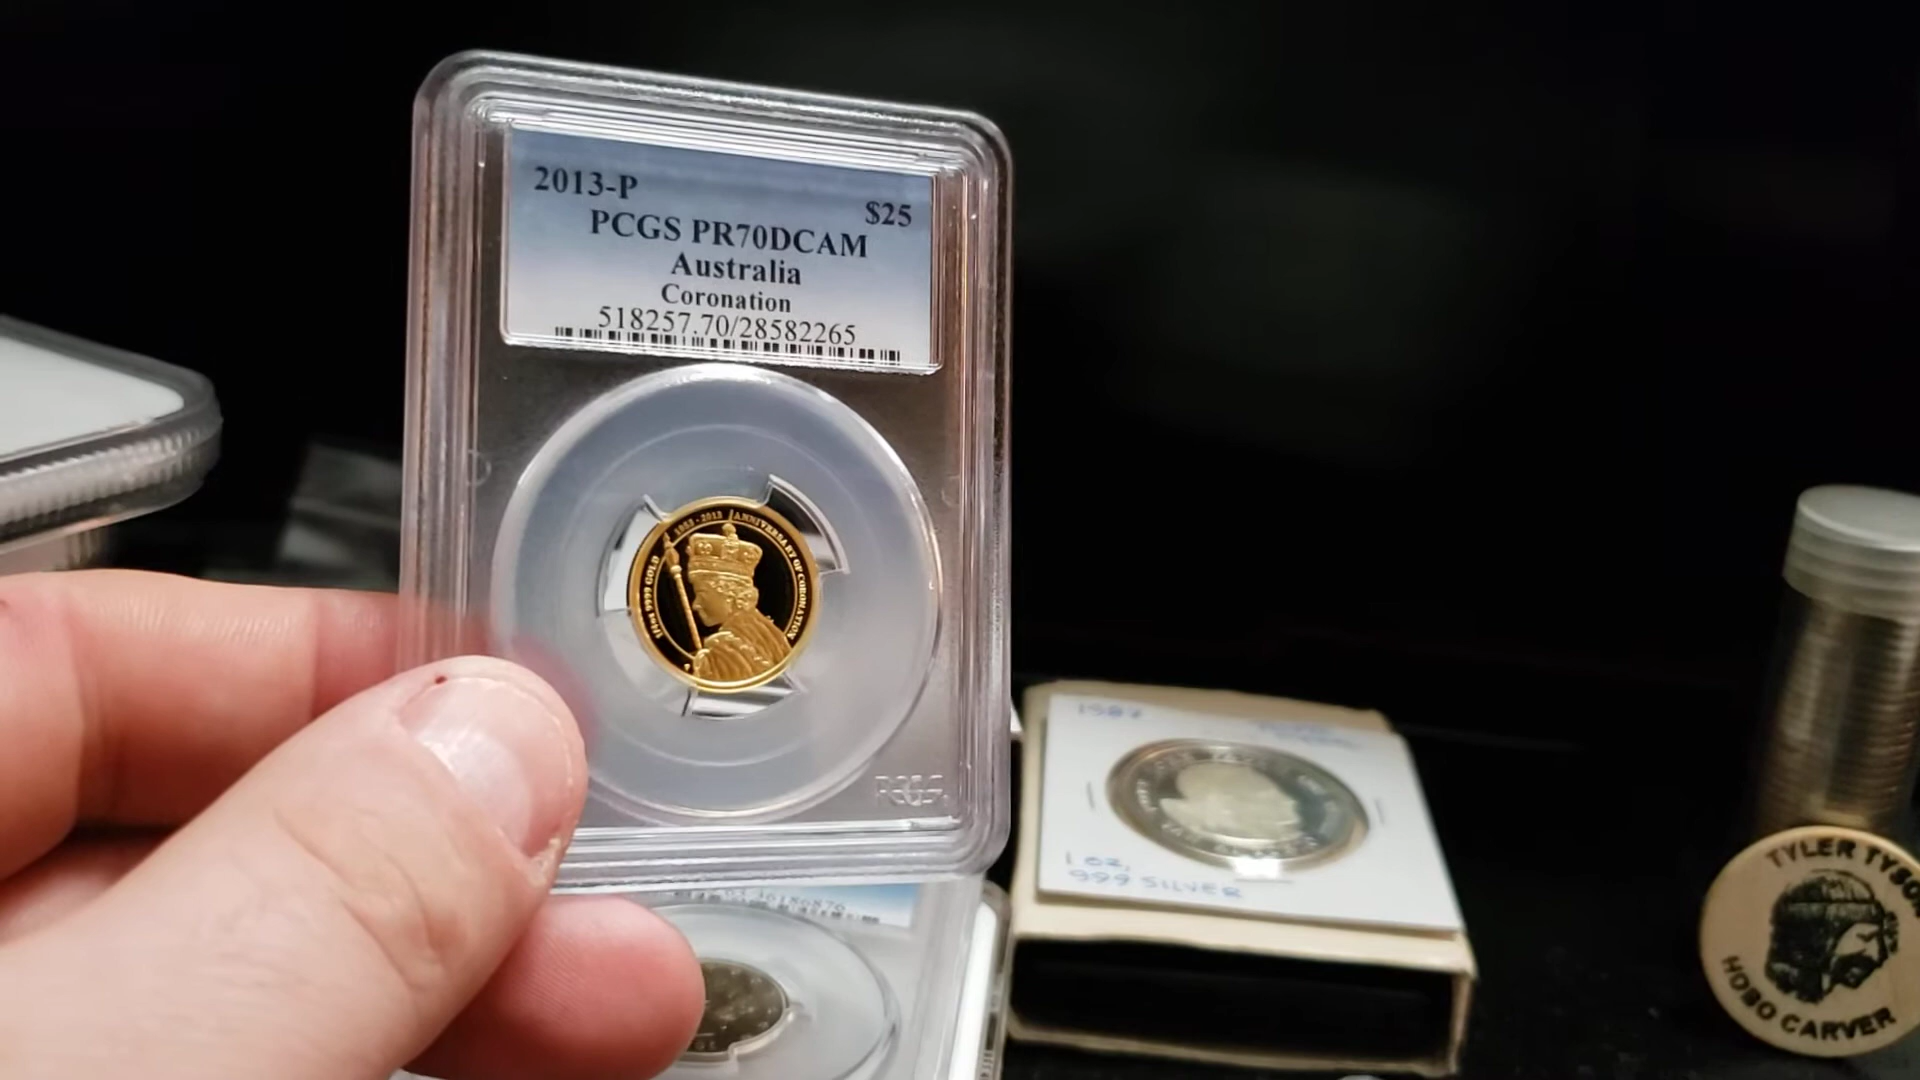 2013-P
$25
PCGS PR70DCAM
Australia
Coronation
518257.70/28582265
1953 - 2013 ANNIVERSARY OF CORONATION
1/4oz 9999 GOLD
P
PCGS
1987
1 oz,
999 SILVER
TYLER TYSON
HOBO CARVER